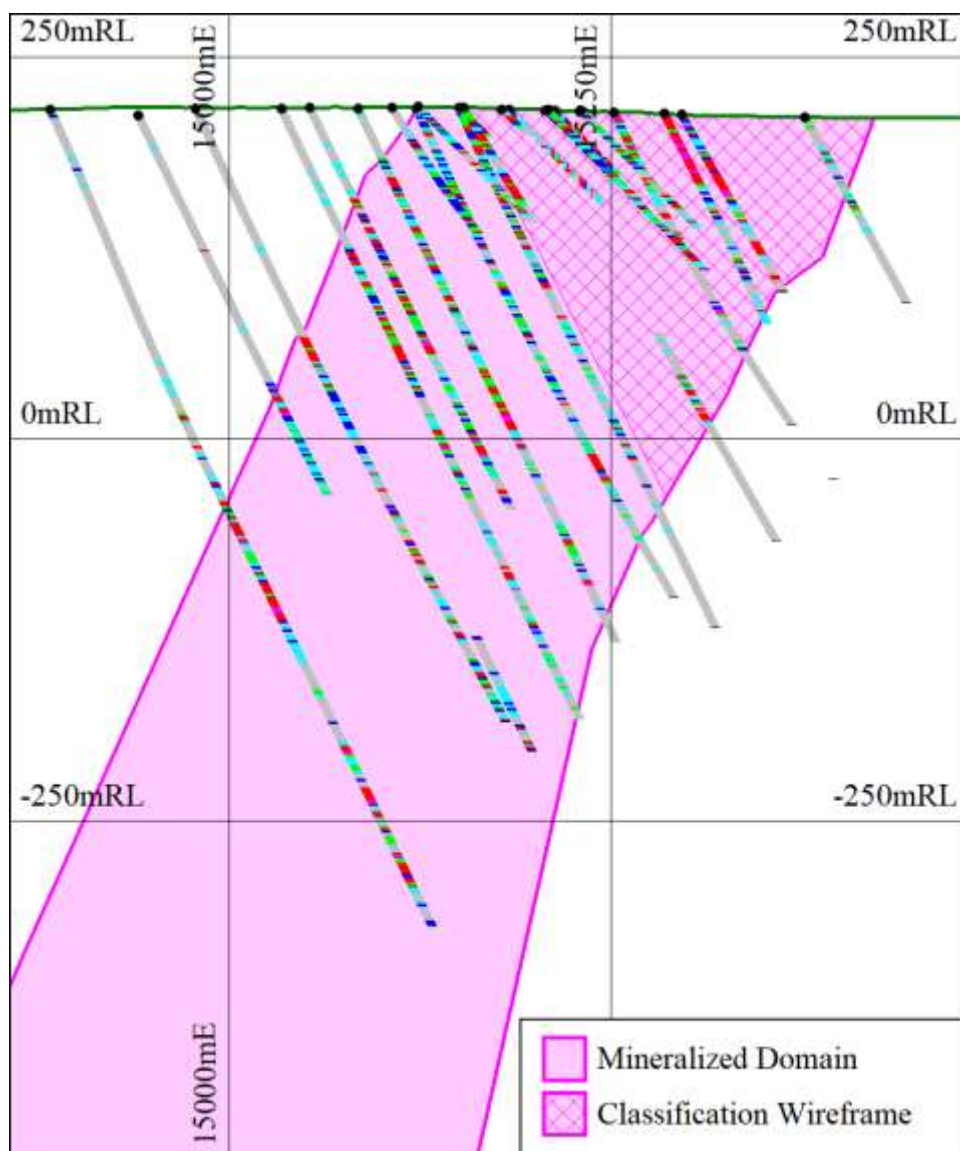 250mRL
15000mE
15250mE
250mRL
0mRL
0mRL
-250mRL
-250mRL
15000mE
Mineralized Domain
Classification Wireframe